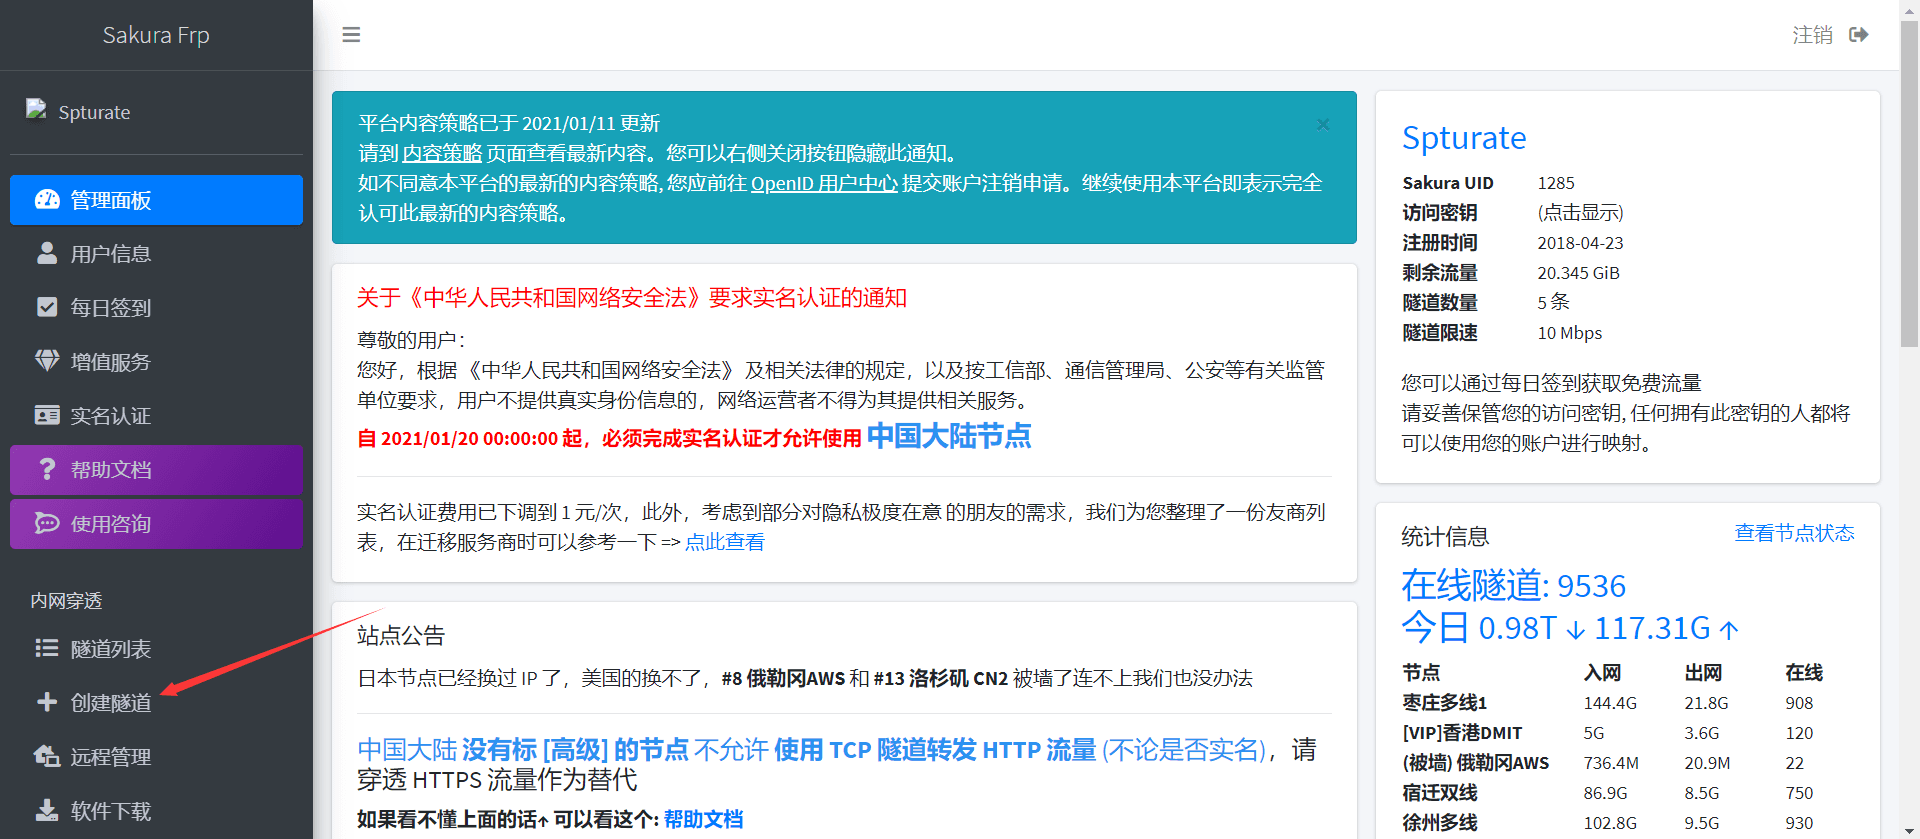 Sakura Frp
注销
Spturate
管理面板
用户信息
每日签到
增值服务
实名认证
帮助文档
使用咨询
内网穿透
隧道列表
创建隧道
远程管理
软件下载
平台内容策略已于 2021/01/11 更新
×
请到 内容策略 页面查看最新内容。您可以右侧关闭按钮隐藏此通知。
如不同意本平台的最新的内容策略, 您应前往 OpenID 用户中心 提交账户注销申请。继续使用本平台即表示完全
认可此最新的内容策略。
关于《中华人民共和国网络安全法》要求实名认证的通知
尊敬的用户：
您好，根据 《中华人民共和国网络安全法》 及相关法律的规定，以及按工信部、通信管理局、公安等有关监管
单位要求，用户不提供真实身份信息的，网络运营者不得为其提供相关服务。
自 2021/01/20 00:00:00 起，必须完成实名认证才允许使用 中国大陆节点
实名认证费用已下调到 1 元/次，此外，考虑到部分对隐私极度在意 的朋友的需求，我们为您整理了一份友商列
表，在迁移服务商时可以参考一下 => 点此查看
站点公告
日本节点已经换过 IP 了，美国的换不了，#8 俄勒冈AWS 和 #13 洛杉矶 CN2 被墙了连不上我们也没办法
中国大陆 没有标 [高级] 的节点 不允许 使用 TCP 隧道转发 HTTP 流量 (不论是否实名)，请
穿透 HTTPS 流量作为替代
如果看不懂上面的话↑ 可以看这个: 帮助文档
Spturate
Sakura UID 1285
访问密钥 (点击显示)
注册时间 2018-04-23
剩余流量 20.345 GiB
隧道数量 5 条
隧道限速 10 Mbps
您可以通过每日签到获取免费流量
请妥善保管您的访问密钥, 任何拥有此密钥的人都将
可以使用您的账户进行映射。
统计信息 查看节点状态
在线隧道: 9536
今日 0.98T ↓ 117.31G ↑
节点 入网 出网 在线
枣庄多线1 144.4G 21.8G 908
[VIP]香港DMIT 5G 3.6G 120
(被墙) 俄勒冈AWS 736.4M 20.9M 22
宿迁双线 86.9G 8.5G 750
徐州多线 102.8G 9.5G 930